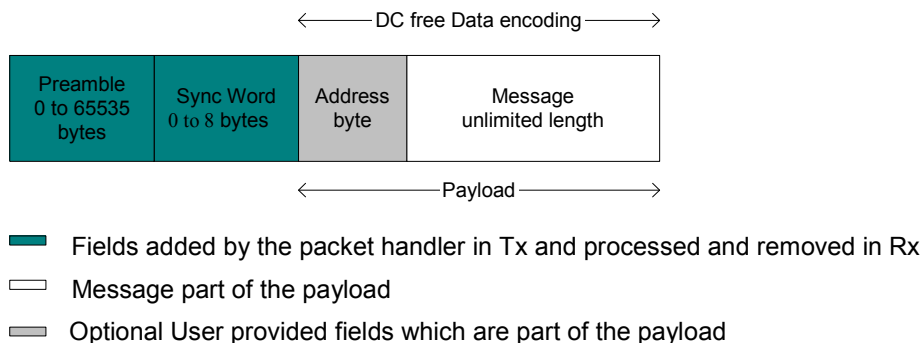 DC free Data encoding
Preamble
0 to 65535
bytes
Sync Word
0 to 8 bytes
Address
byte
Message
unlimited length
Payload
Fields added by the packet handler in Tx and processed and removed in Rx
Message part of the payload
Optional User provided fields which are part of the payload